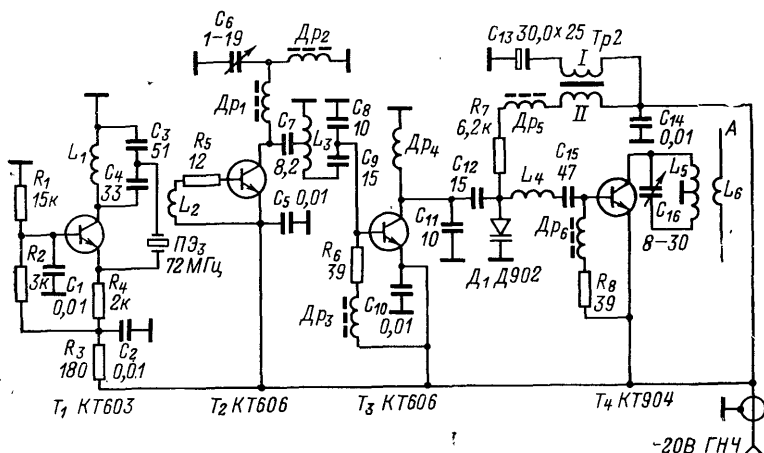 C6
1-19
Др2
C13 30,0×25
Тр2
I
II
Др1
R7
6,2к
Др5
C14
0,01
A
C3
51
L1
C4
33
R5
12
C7
8,2
L3
C8
10
C9
15
Др4
C12
15
L4
C15
47
L5
L6
R1
15к
L2
C5 0,01
C11
10
C16
8-30
Др6
R2
3к
C1
0,01
ПЭ3
72 МГц
R4
2к
R6
39
Д1 Д902
R8
39
C10
0,01
Др3
R3
180
C2
0,01
T1 КТ603
T2 КТ606
T3 КТ606
T4 КТ904
-20В ГНЧ